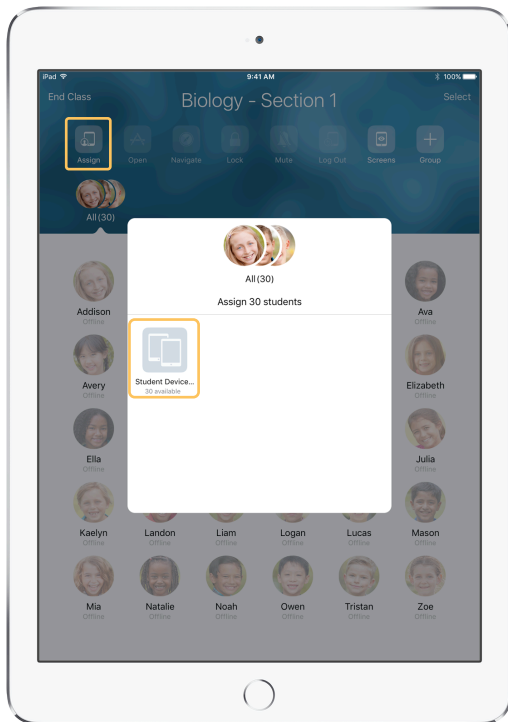 iPad 9:41 AM 100%
End Class Biology - Section 1 Select
Assign Open Navigate Lock Mute Log Out... Screens Group
All (30)
All (30)
Assign 30 students
Student Device...
30 available
Addison Ava
Offline Offline
Avery Elizabeth
Offline Offline
Ella Julia
Offline Offline
Kaelyn Landon Liam Logan Lucas Mason
Offline Offline Offline Offline Offline Offline
Mia Natalie Noah Owen Tristan Zoe
Offline Offline Offline Offline Offline Offline